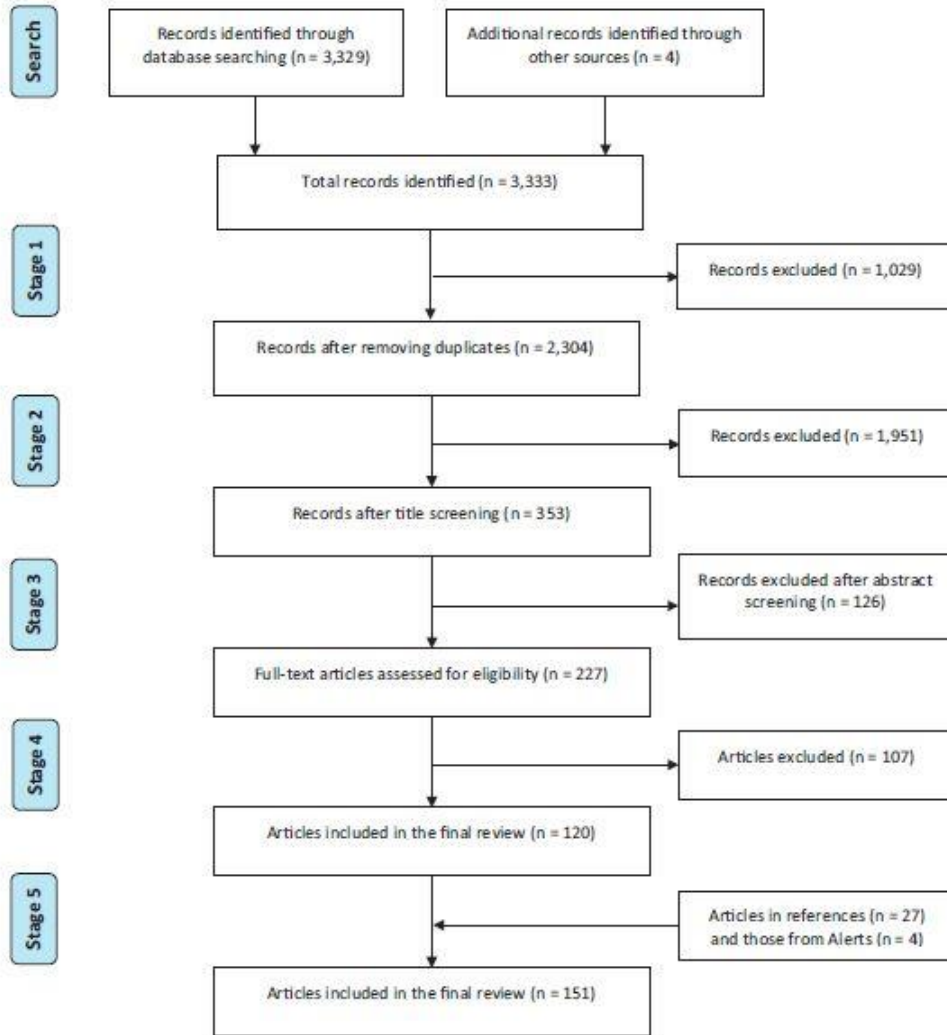 Search
Records identified through
database searching (n = 3,329)
Additional records identified through
other sources (n = 4)
Total records identified (n = 3,333)
Stage 1
Records excluded (n = 1,029)
Records after removing duplicates (n = 2,304)
Stage 2
Records excluded (n = 1,951)
Records after title screening (n = 353)
Stage 3
Records excluded after abstract
screening (n = 126)
Full-text articles assessed for eligibility (n = 227)
Stage 4
Articles excluded (n = 107)
Articles included in the final review (n = 120)
Stage 5
Articles in references (n = 27)
and those from Alerts (n = 4)
Articles included in the final review (n = 151)